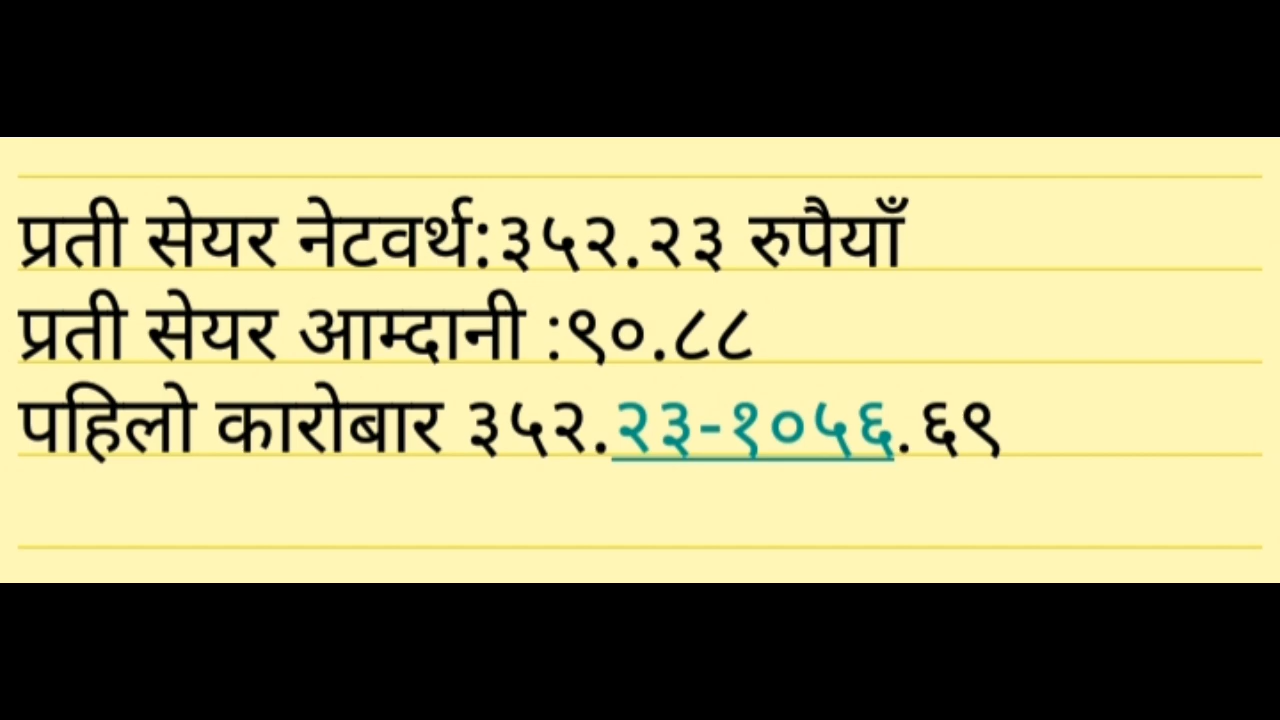 प्रती सेयर नेटवर्थ:३५२.२३ रुपैयाँ
प्रती सेयर आम्दानी :९०.८८
पहिलो कारोबार ३५२.२३-१०५६.६९